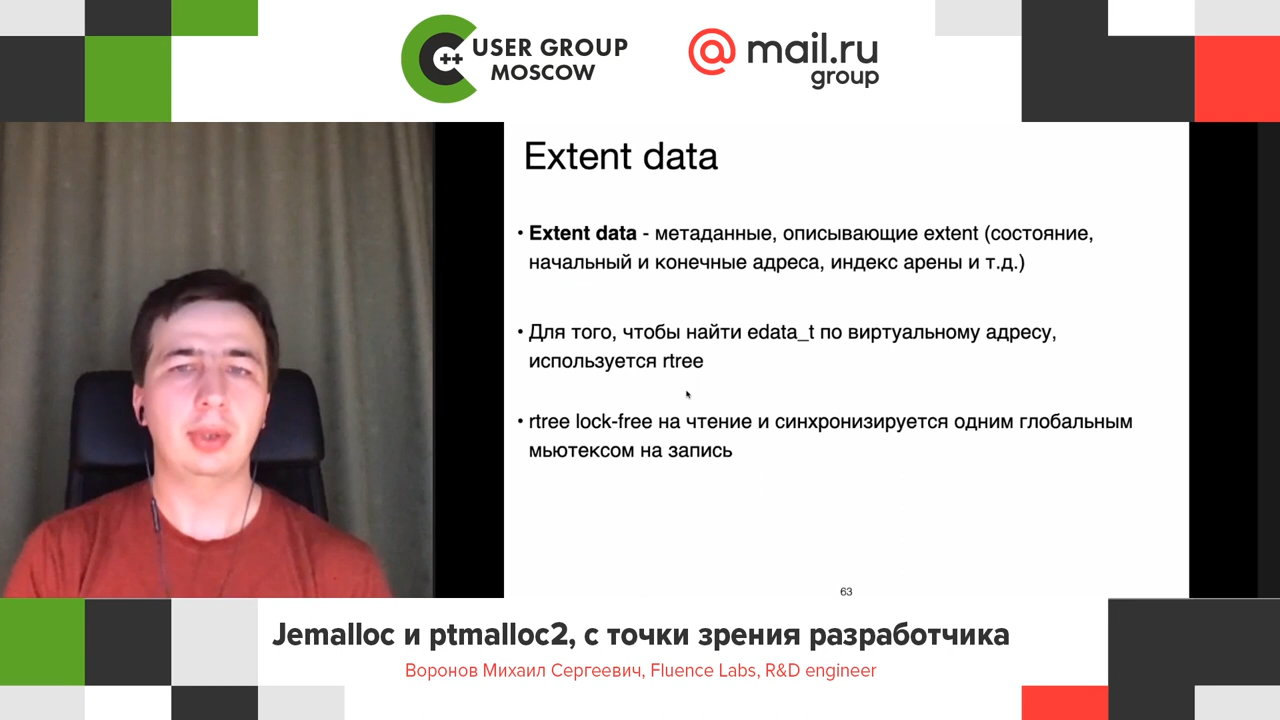 C++ USER GROUP
MOSCOW
@mail.ru
group
Extent data
• Extent data - метаданные, описывающие extent (состояние,
начальный и конечные адреса, индекс арены и т.д.)
• Для того, чтобы найти edata_t по виртуальному адресу,
используется rtree
• rtree lock-free на чтение и синхронизируется одним глобальным
мьютексом на запись
63
Jemalloc и ptmalloc2, с точки зрения разработчика
Воронов Михаил Сергеевич, Fluence Labs, R&D engineer